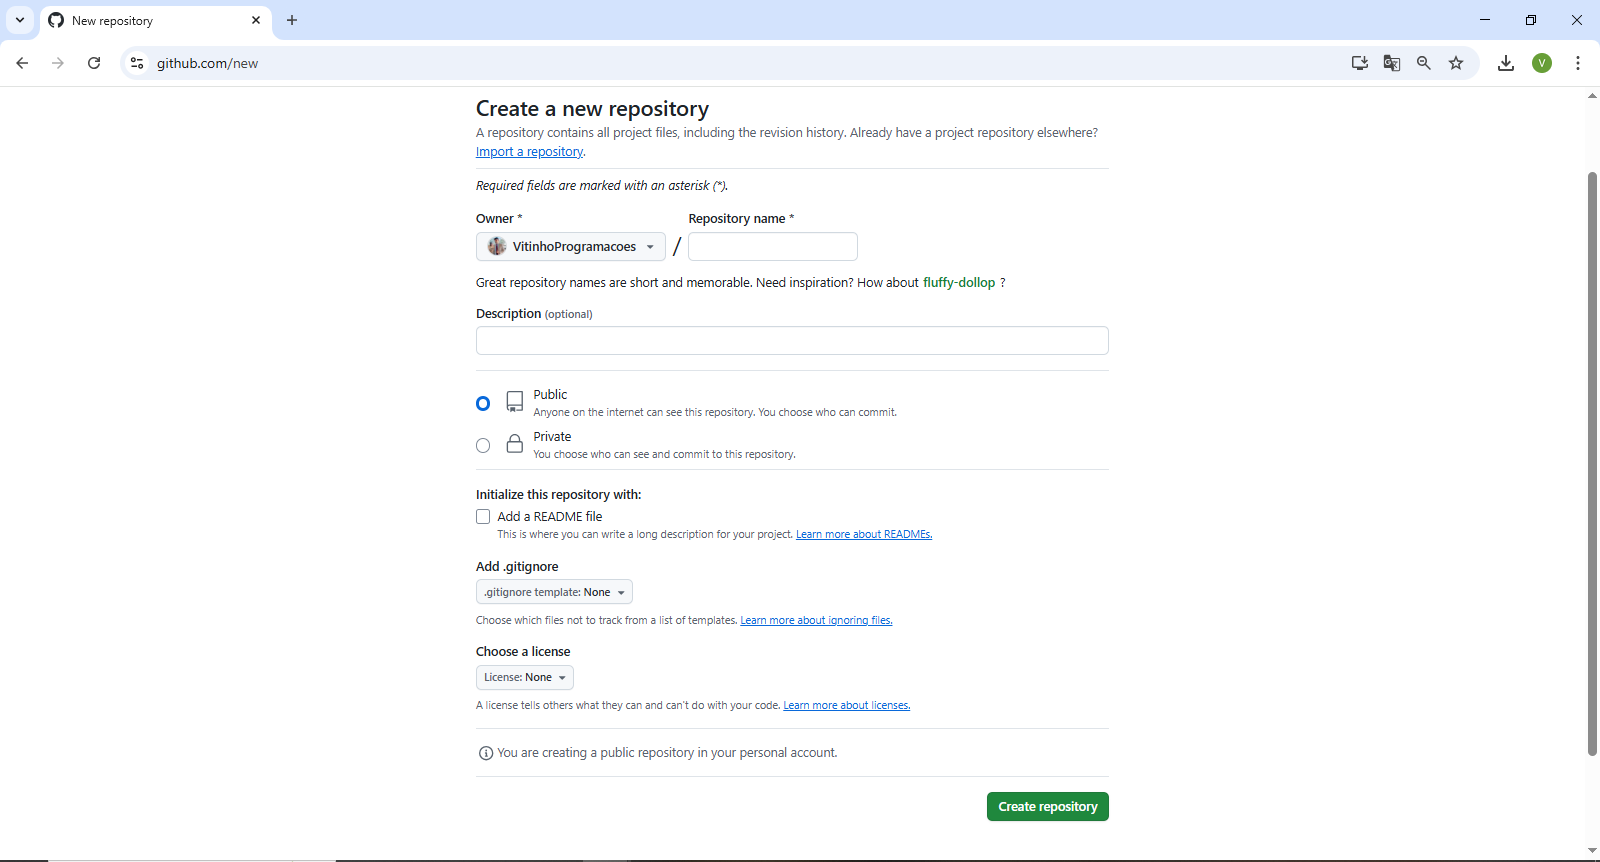 New repository
github.com/new
V
Create a new repository
A repository contains all project files, including the revision history. Already have a project repository elsewhere?
Import a repository.
Required fields are marked with an asterisk (*).
Owner * Repository name *
VitinhoProgramacoes /
Great repository names are short and memorable. Need inspiration? How about fluffy-dollop ?
Description (optional)
Public
Anyone on the internet can see this repository. You choose who can commit.
Private
You choose who can see and commit to this repository.
Initialize this repository with:
Add a README file
This is where you can write a long description for your project. Learn more about READMEs.
Add .gitignore
.gitignore template: None
Choose which files not to track from a list of templates. Learn more about ignoring files.
Choose a license
License: None
A license tells others what they can and can't do with your code. Learn more about licenses.
You are creating a public repository in your personal account.
Create repository